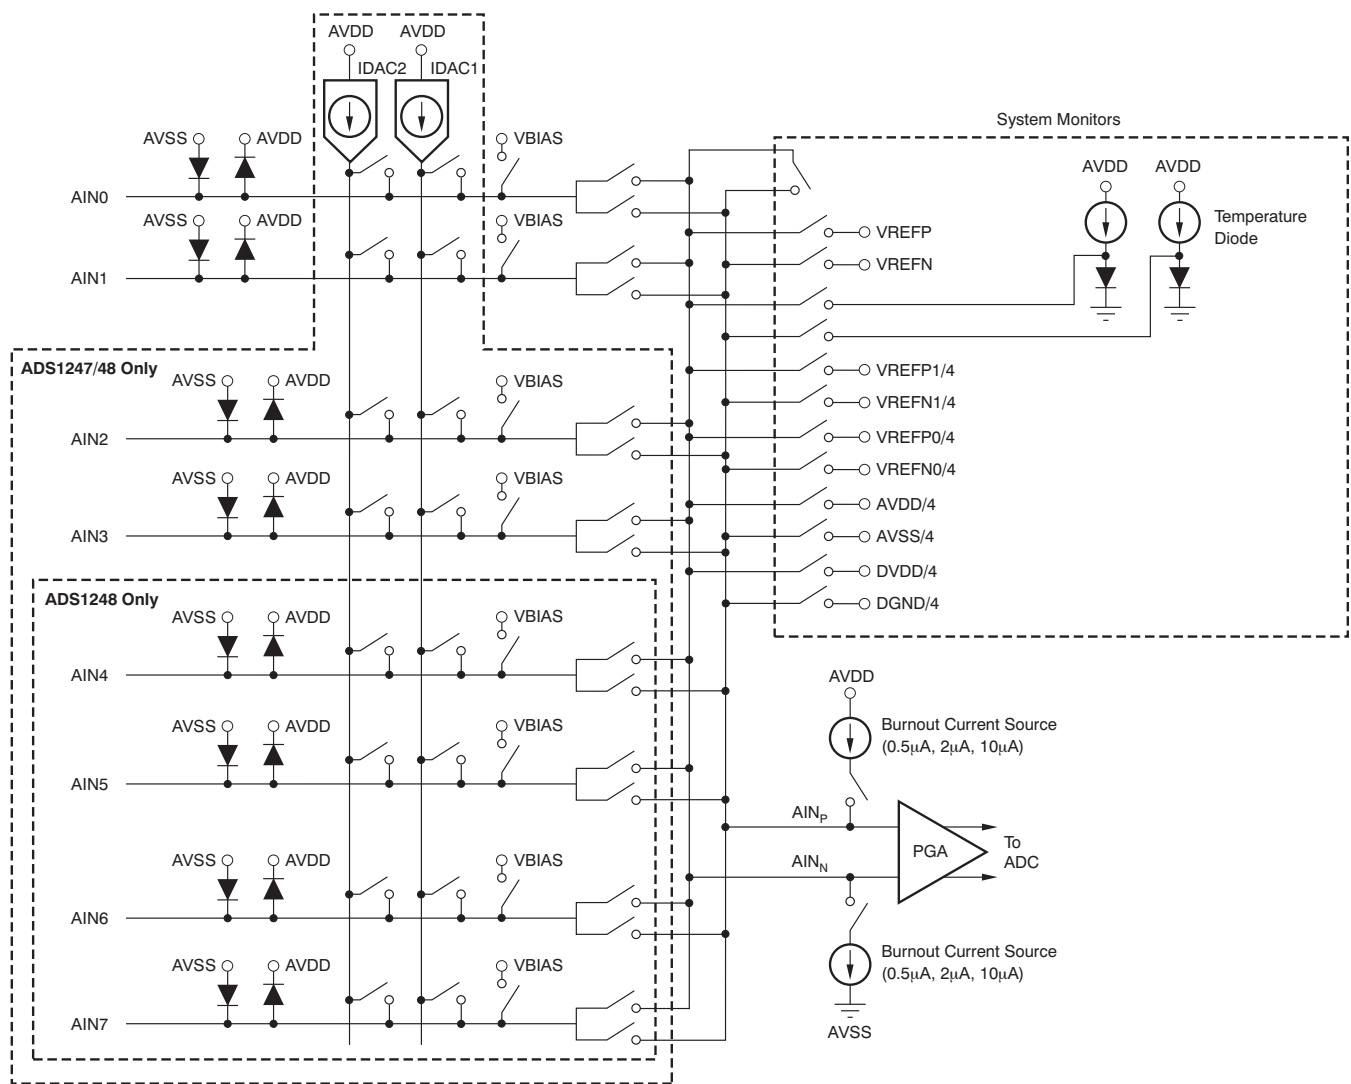 AVDD AVDD
IDAC2 IDAC1
System Monitors
AVSS AVDD VBIAS
AIN0
AVDD AVDD
Temperature
Diode
AVSS AVDD VBIAS
AIN1
VREFP
VREFN
ADS1247/48 Only
AVSS AVDD VBIAS
AIN2
VREFP1/4
VREFN1/4
VREFP0/4
VREFN0/4
AVSS AVDD VBIAS
AIN3
AVDD/4
AVSS/4
DVDD/4
DGND/4
ADS1248 Only
AVSS AVDD VBIAS
AIN4
AVSS AVDD VBIAS
AIN5
AVDD
Burnout Current Source
(0.5μA, 2μA, 10μA)
AINP
AINN
PGA
To
ADC
AVSS AVDD VBIAS
AIN6
Burnout Current Source
(0.5μA, 2μA, 10μA)
AVSS
AVSS AVDD VBIAS
AIN7